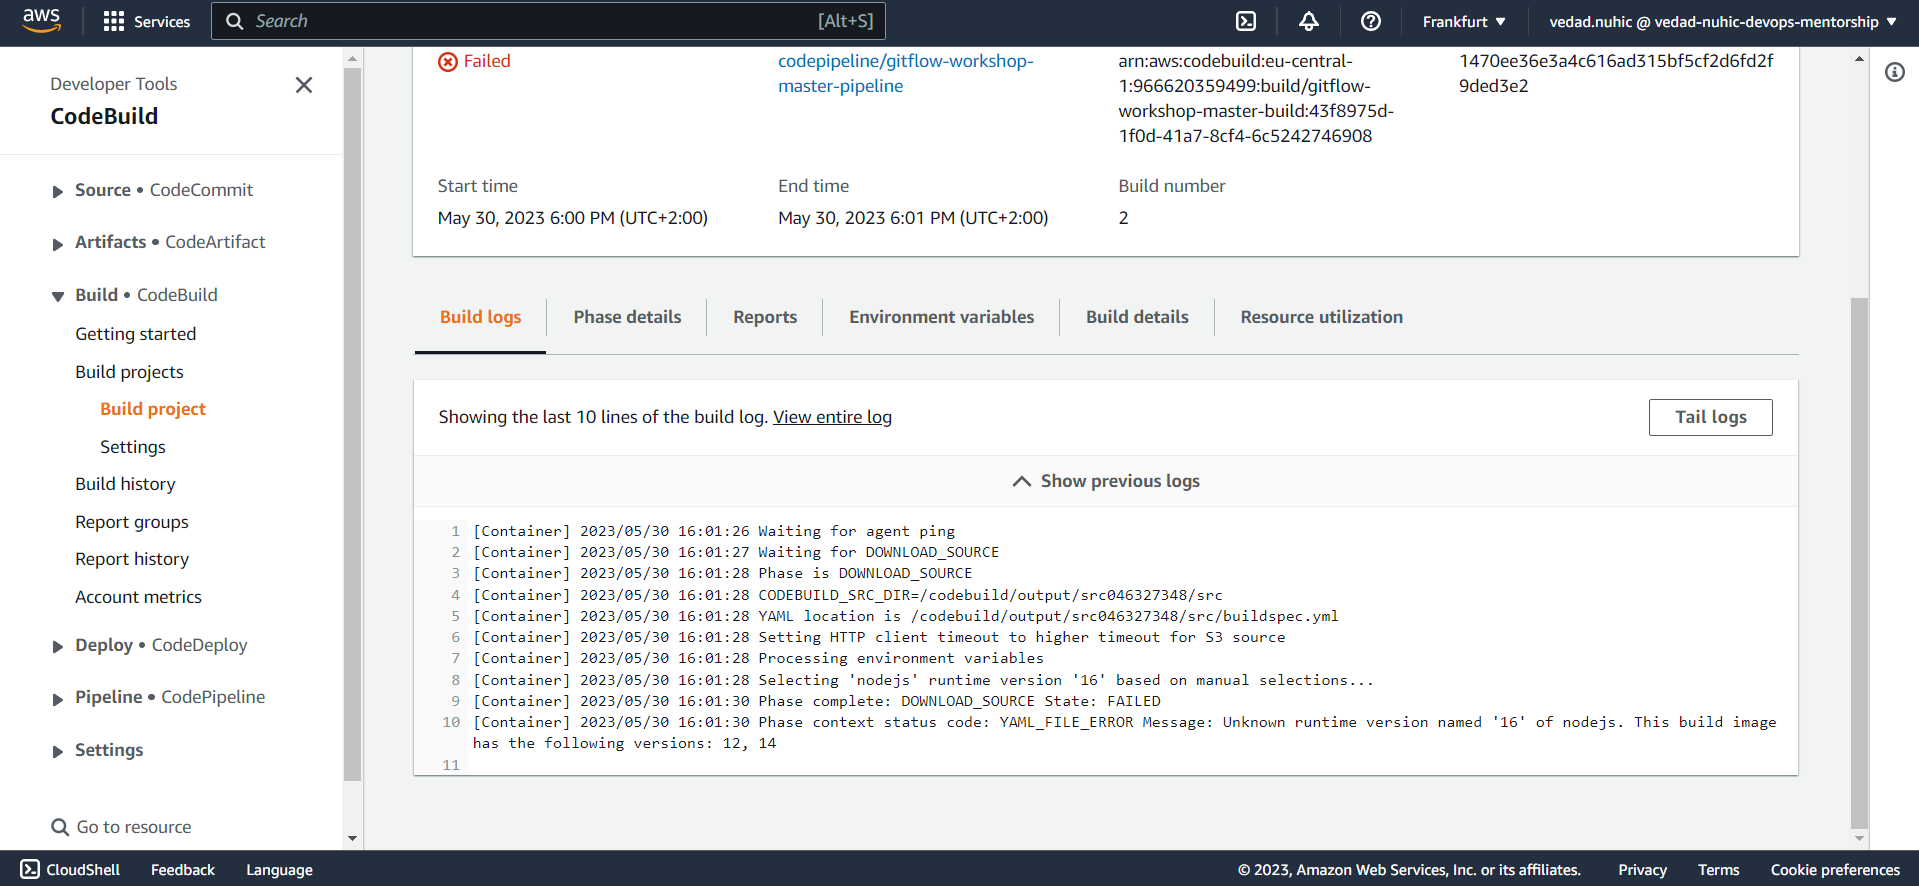 aws
Services
Search [Alt+S]
Frankfurt ▼
vedad.nuhic @ vedad-nuhic-devops-mentorship ▼
Developer Tools
CodeBuild
Source • CodeCommit
Artifacts • CodeArtifact
Build • CodeBuild
Getting started
Build projects
Build project
Settings
Build history
Report groups
Report history
Account metrics
Deploy • CodeDeploy
Pipeline • CodePipeline
Settings
Go to resource
Failed
codepipeline/gitflow-workshop-
master-pipeline
arn:aws:codebuild:eu-central-
1:966620359499:build/gitflow-
workshop-master-build:43f8975d-
1f0d-41a7-8cf4-6c5242746908
1470ee36e3a4c616ad315bf5cf2d6fd2f
9ded3e2
Start time
May 30, 2023 6:00 PM (UTC+2:00)
End time
May 30, 2023 6:01 PM (UTC+2:00)
Build number
2
Build logs
Phase details
Reports
Environment variables
Build details
Resource utilization
Showing the last 10 lines of the build log. View entire log
Tail logs
Show previous logs
1 [Container] 2023/05/30 16:01:26 Waiting for agent ping
2 [Container] 2023/05/30 16:01:27 Waiting for DOWNLOAD_SOURCE
3 [Container] 2023/05/30 16:01:28 Phase is DOWNLOAD_SOURCE
4 [Container] 2023/05/30 16:01:28 CODEBUILD_SRC_DIR=/codebuild/output/src046327348/src
5 [Container] 2023/05/30 16:01:28 YAML location is /codebuild/output/src046327348/src/buildspec.yml
6 [Container] 2023/05/30 16:01:28 Setting HTTP client timeout to higher timeout for S3 source
7 [Container] 2023/05/30 16:01:28 Processing environment variables
8 [Container] 2023/05/30 16:01:28 Selecting 'nodejs' runtime version '16' based on manual selections...
9 [Container] 2023/05/30 16:01:30 Phase complete: DOWNLOAD_SOURCE State: FAILED
10 [Container] 2023/05/30 16:01:30 Phase context status code: YAML_FILE_ERROR Message: Unknown runtime version named '16' of nodejs. This build image
has the following versions: 12, 14
11
CloudShell
Feedback
Language
© 2023, Amazon Web Services, Inc. or its affiliates.
Privacy
Terms
Cookie preferences